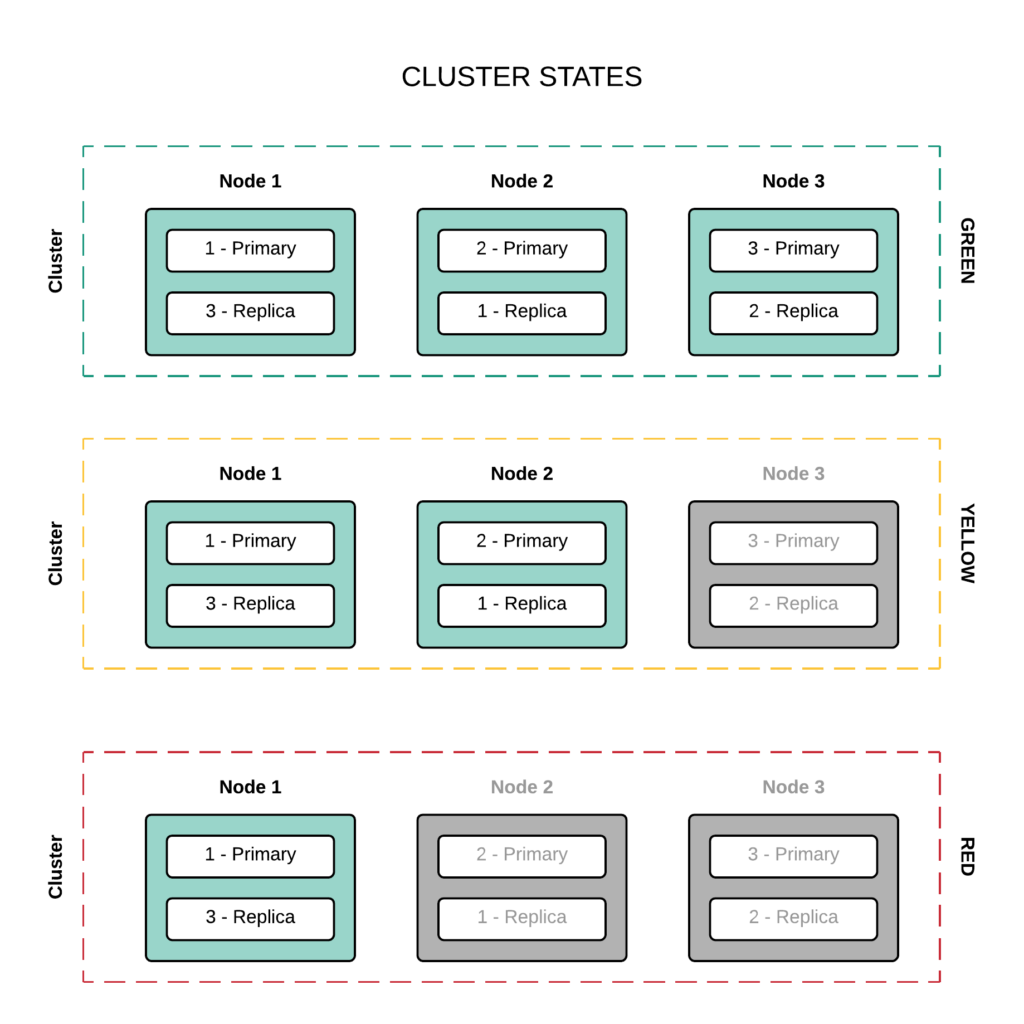 CLUSTER STATES
Node 1
Node 2
Node 3
Cluster
1 - Primary
2 - Primary
3 - Primary
3 - Replica
1 - Replica
2 - Replica
GREEN
Node 1
Node 2
Node 3
Cluster
1 - Primary
2 - Primary
3 - Primary
3 - Replica
1 - Replica
2 - Replica
YELLOW
Node 1
Node 2
Node 3
Cluster
1 - Primary
2 - Primary
3 - Primary
3 - Replica
1 - Replica
2 - Replica
RED